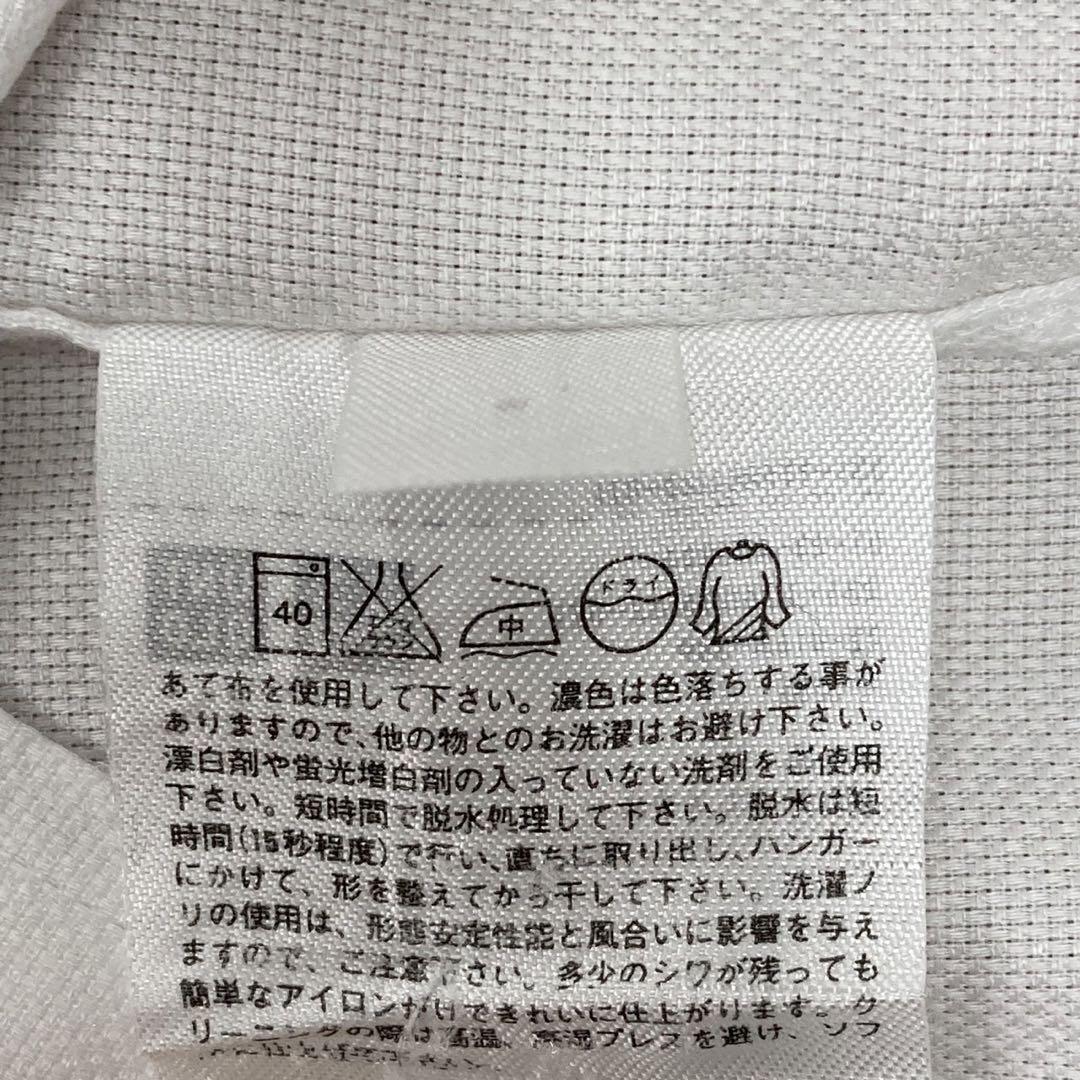 40
中
ドライ
あて布を使用して下さい。濃色は色落ちする事が
ありますので、他の物とのお洗濯はお避け下さい。
漂白剤や蛍光増白剤の入っていない洗剤をご使用
下さい。短時間で脱水処理して下さい。脱水は短
時間(15秒程度)で行い、直ちに取り出し、ハンガー
にかけて、形を整えてから干して下さい。洗濯ノ
リの使用は、形態安定性能と風合いに影響を与え
ますので、ご注意下さい。多少のシワが残っても
簡単なアイロンがけできれいに仕上がります。ク
リーニングの際は高温、高湿プレスを避け、ソフ